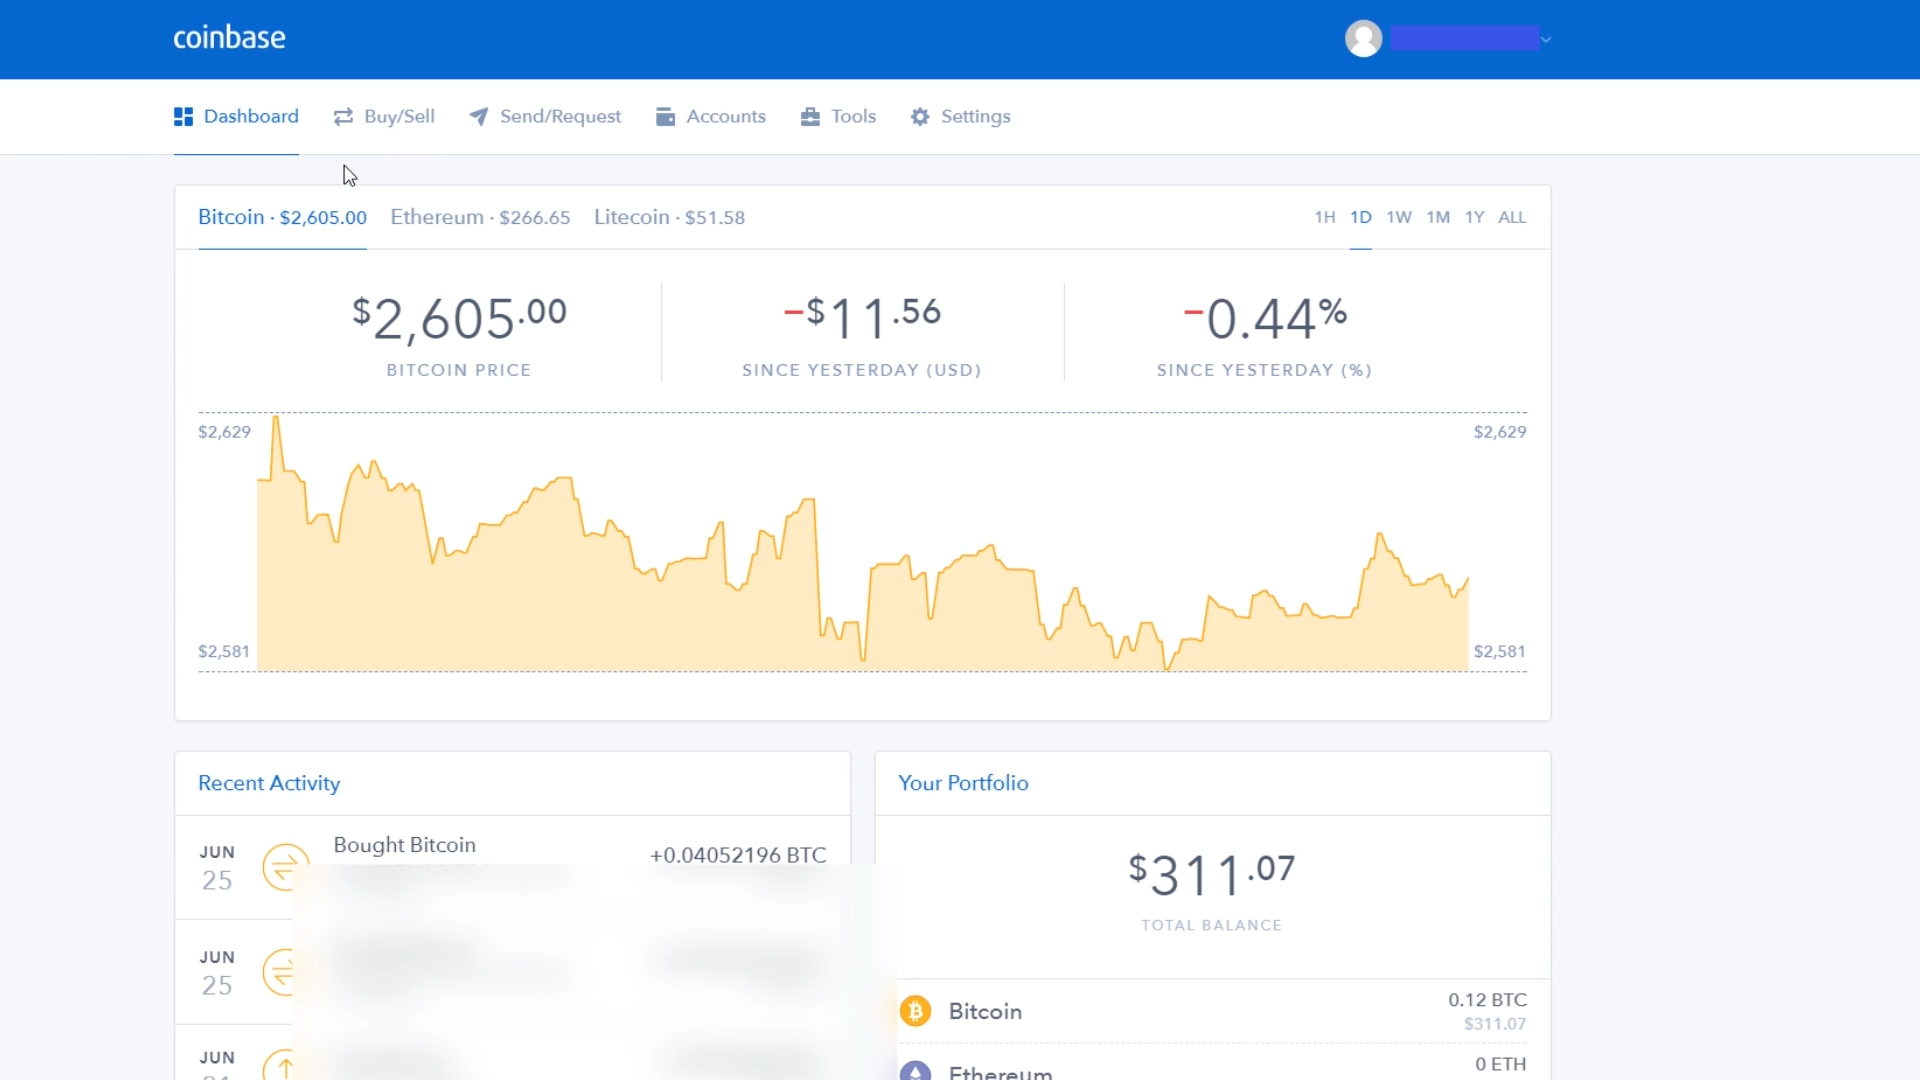 coinbase
Dashboard Buy/Sell Send/Request Accounts Tools Settings
Bitcoin · $2,605.00 Ethereum · $266.65 Litecoin · $51.58 1H 1D 1W 1M 1Y ALL
$2,605.00 −$11.56 −0.44%
BITCOIN PRICE SINCE YESTERDAY (USD) SINCE YESTERDAY (%)
$2,629 $2,629
$2,581 $2,581
Recent Activity
JUN
25
Bought Bitcoin
+0.04052196 BTC
JUN
25
JUN
Your Portfolio
$311.07
TOTAL BALANCE
Bitcoin 0.12 BTC
$311.07
Ethereum 0 ETH